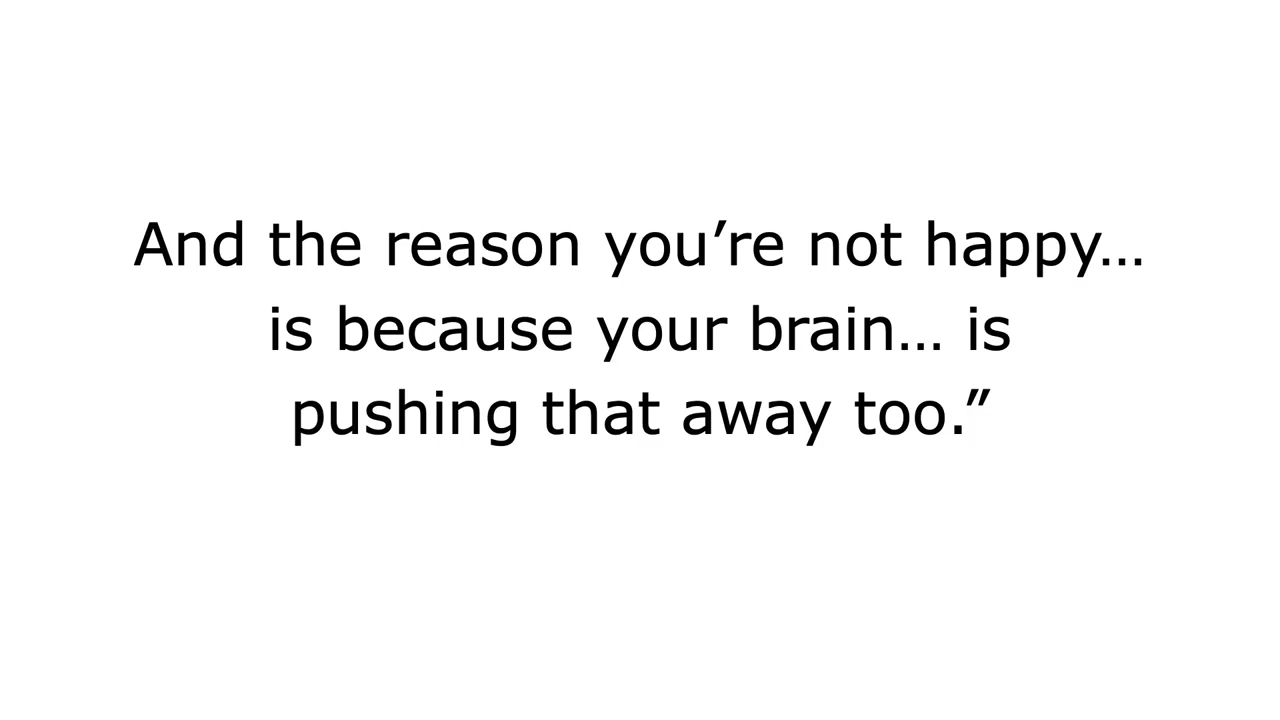 And the reason you’re not happy…
is because your brain… is
pushing that away too.”